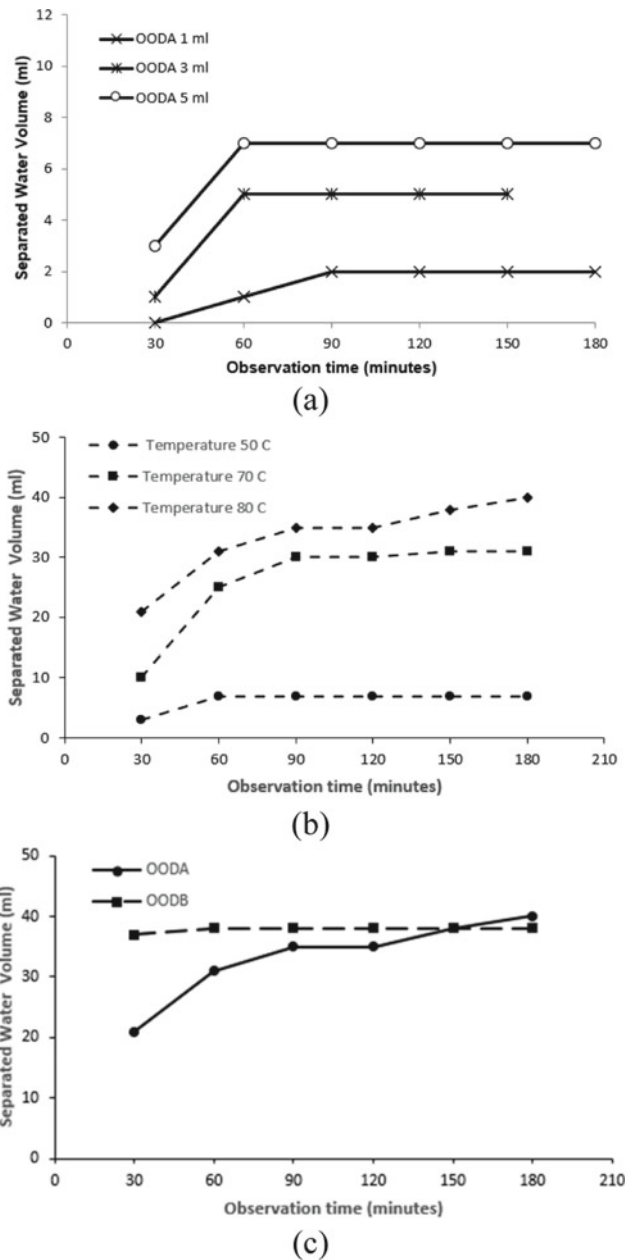 12
10
8
6
4
2
0
Separated Water Volume (ml)
OODA 1 ml
OODA 3 ml
OODA 5 ml
0 30 60 90 120 150 180
Observation time (minutes)
(a)
50
40
30
20
10
0
Separated Water Volume (ml)
Temperature 50 C
Temperature 70 C
Temperature 80 C
0 30 60 90 120 150 180 210
Observation time (minutes)
(b)
50
40
30
20
10
0
Separated Water Volume (ml)
OODA
OODB
0 30 60 90 120 150 180 210
Observation time (minutes)
(c)